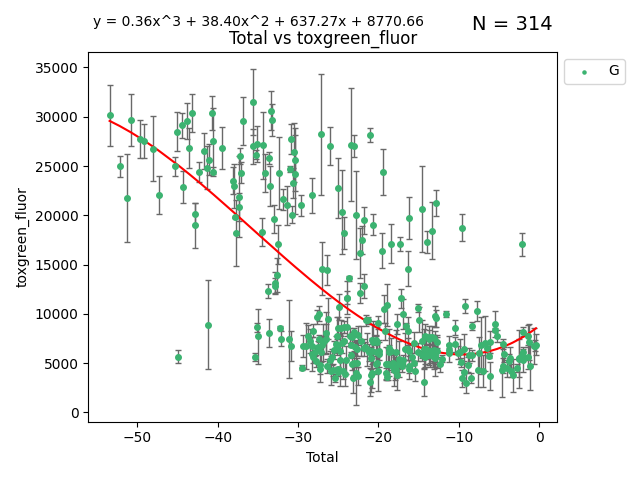 y = 0.36x^3 + 38.40x^2 + 637.27x + 8770.66
N = 314
Total vs toxgreen_fluor
G
toxgreen_fluor
35000
30000
25000
20000
15000
10000
5000
0
−50
−40
−30
−20
−10
0
Total